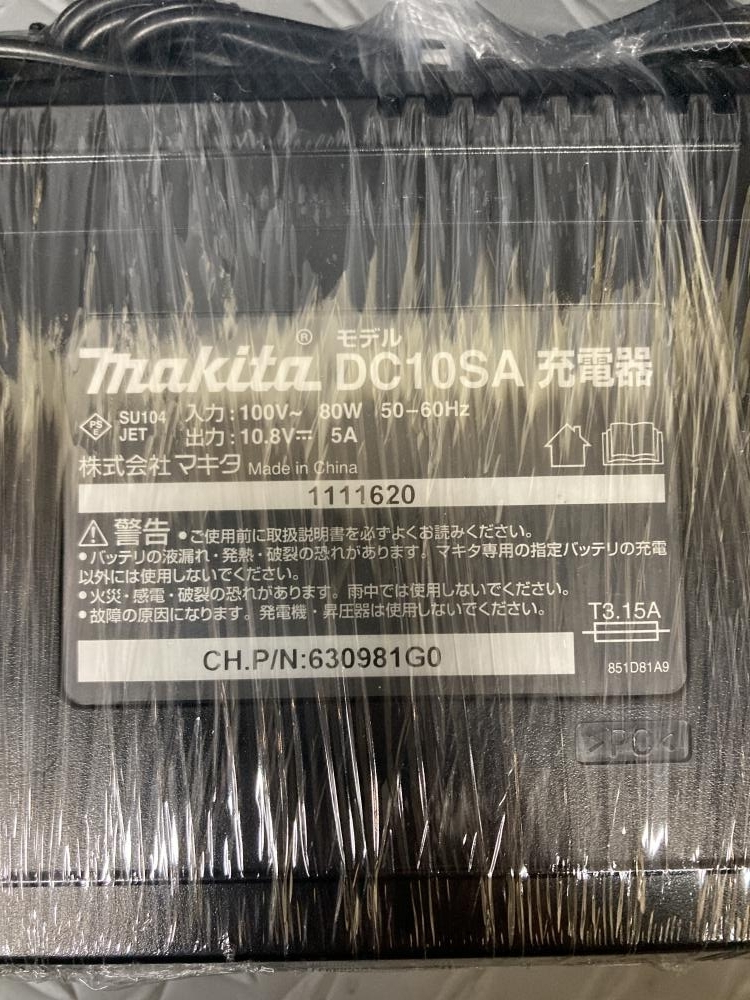 makita® モデル DC10SA 充電器
PSE SU104 入力:100V~ 80W 50-60Hz
JET 出力:10.8V⎓ 5A
株式会社マキタ Made in China
1111620
⚠警告 ●ご使用前に取扱説明書を必ずよくお読みください。
●バッテリの液漏れ・発熱・破裂の恐れがあります。マキタ専用の指定バッテリの充電
以外には使用しないでください。
●火災・感電・破裂の恐れがあります。雨中では使用しないでください。
●故障の原因になります。発電機・昇圧器は使用しないでください。
T3.15A
CH.P/N:630981G0
851D81A9
>PC<